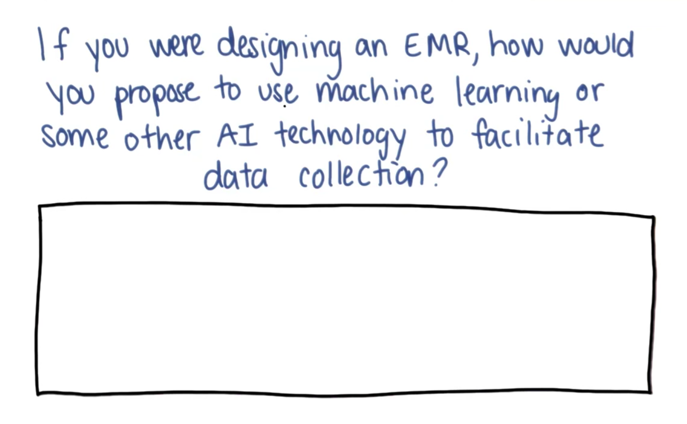 If you were designing an EMR, how would
you propose to use machine learning or
some other AI technology to facilitate
data collection?